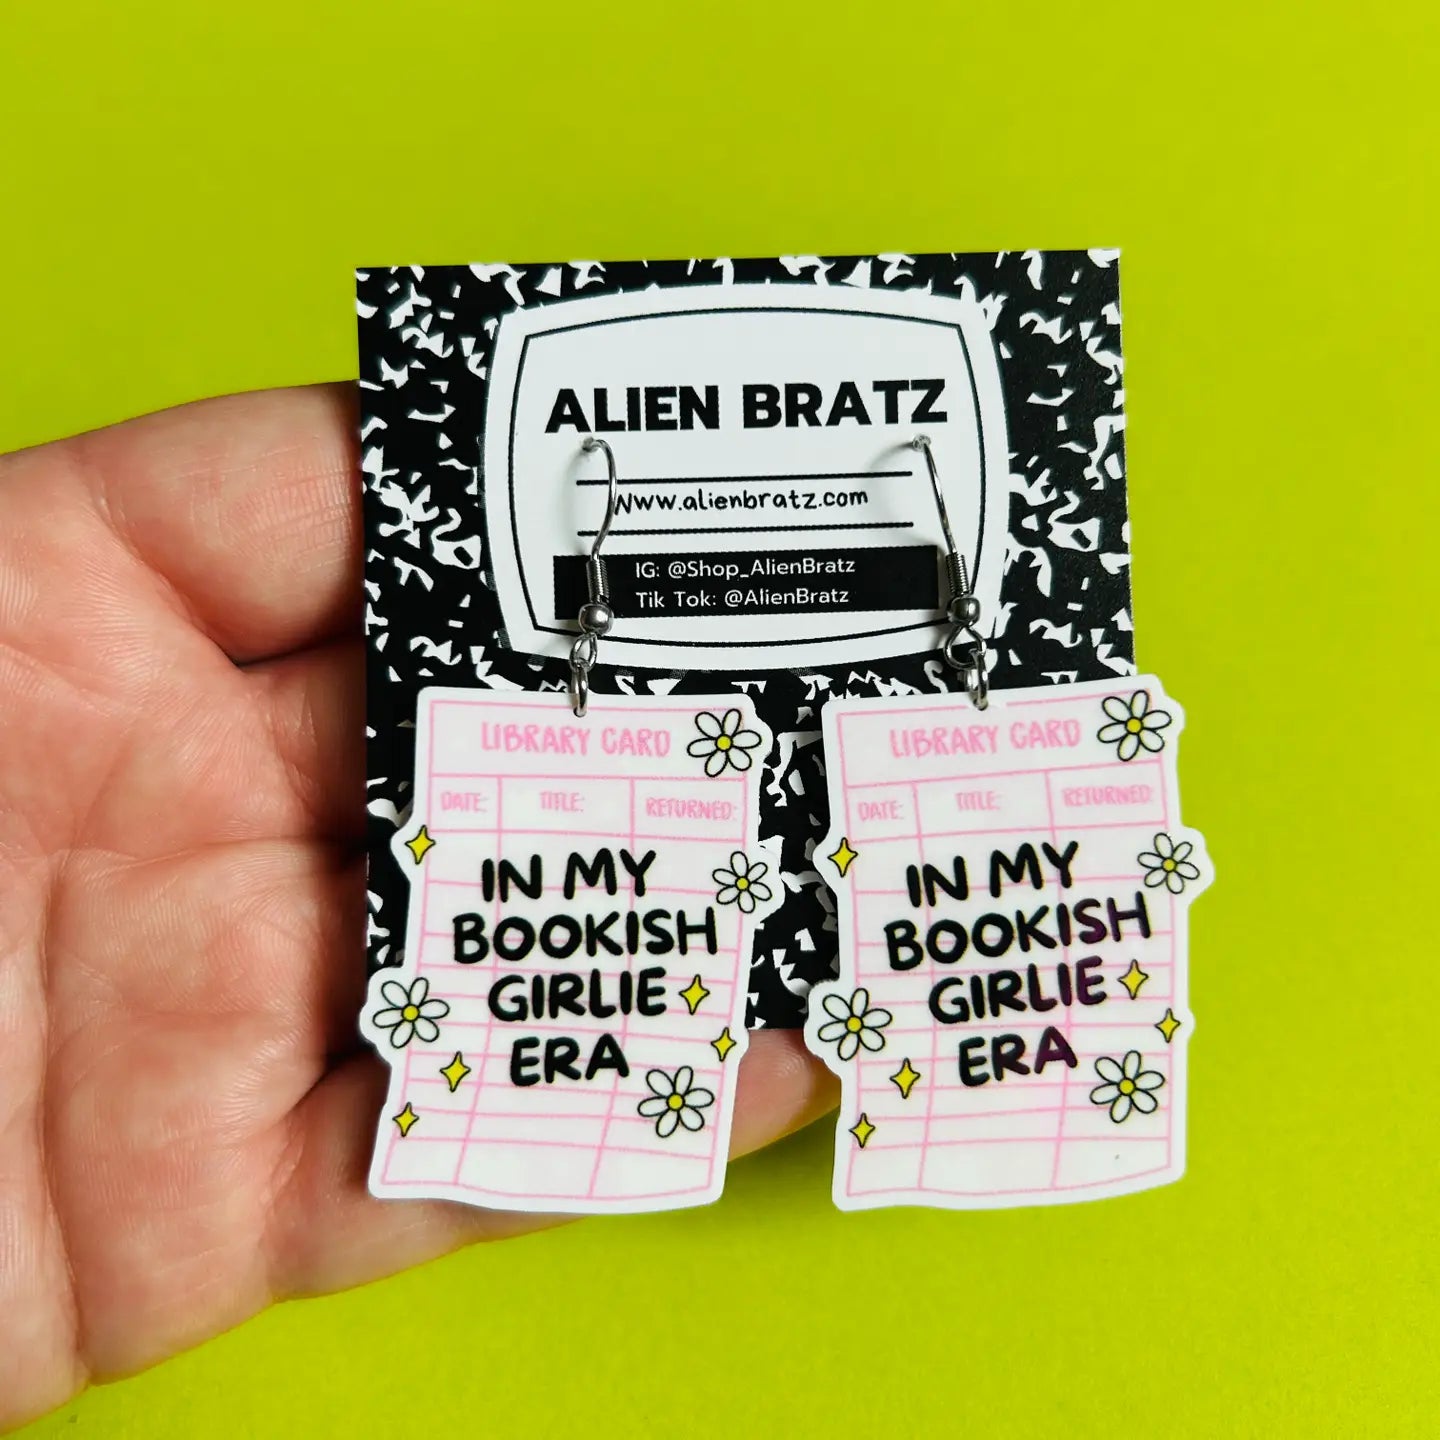 ALIEN BRATZ
Www.alienbratz.com
IG: @Shop_AlienBratz
Tik Tok: @AlienBratz
LIBRARY CARD
DATE: TITLE: RETURNED:
IN MY
BOOKISH
GIRLIE
ERA
LIBRARY CARD
DATE: TITLE: RETURNED:
IN MY
BOOKISH
GIRLIE
ERA